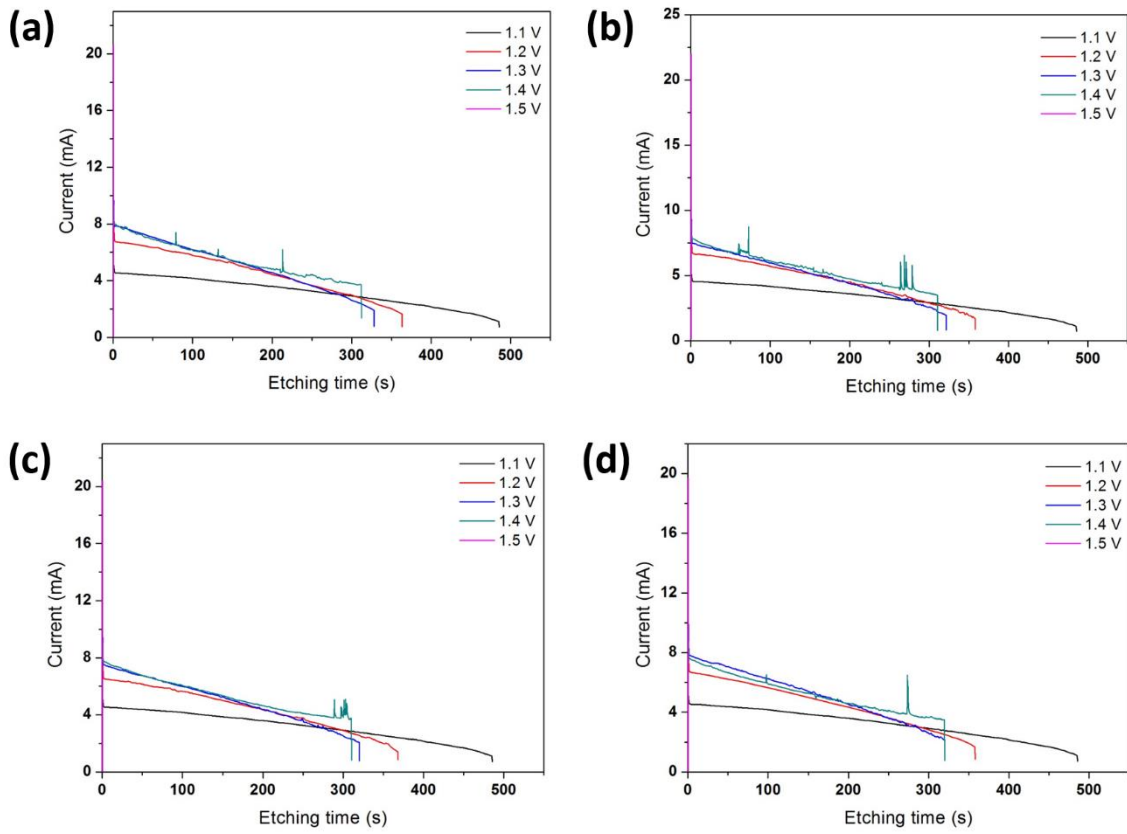 (a)
1.1 V
1.2 V
1.3 V
1.4 V
1.5 V
20
16
12
8
4
0
Current (mA)
0 100 200 300 400 500
Etching time (s)
(b)
1.1 V
1.2 V
1.3 V
1.4 V
1.5 V
25
20
15
10
5
0
Current (mA)
0 100 200 300 400 500
Etching time (s)
(c)
1.1 V
1.2 V
1.3 V
1.4 V
1.5 V
20
16
12
8
4
0
Current (mA)
0 100 200 300 400 500
Etching time (s)
(d)
1.1 V
1.2 V
1.3 V
1.4 V
1.5 V
20
16
12
8
4
0
Current (mA)
0 100 200 300 400 500
Etching time (s)